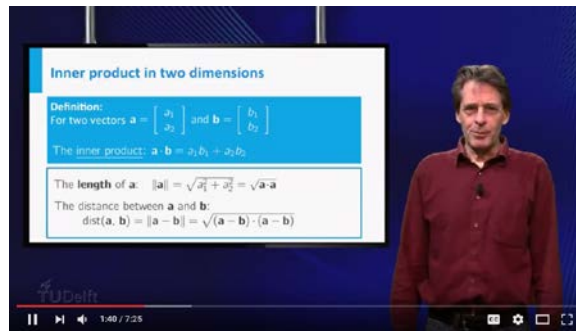 Inner product in two dimensions
Definition:
For two vectors a = [ a₁ a₂ ] and b = [ b₁ b₂ ]
The inner product: a · b = a₁b₁ + a₂b₂
The length of a: ‖a‖ = √(a₁² + a₂²) = √(a·a)
The distance between a and b:
dist(a, b) = ‖a − b‖ = √((a − b) · (a − b))
TUDelft
1:40 / 7:25
CC